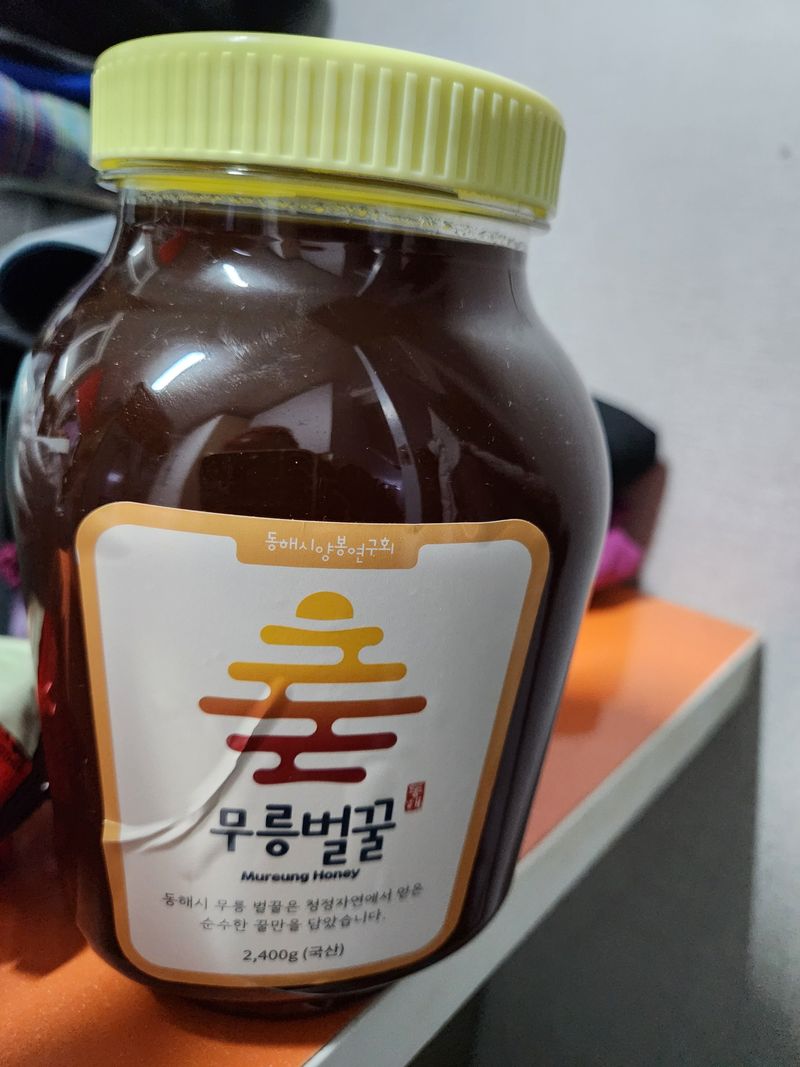 동해시양봉연구회
동해
무릉벌꿀
Mureung Honey
동해시 무릉 벌꿀은 청정자연에서 얻은
순수한 꿀만을 담았습니다.
2,400g (국산)